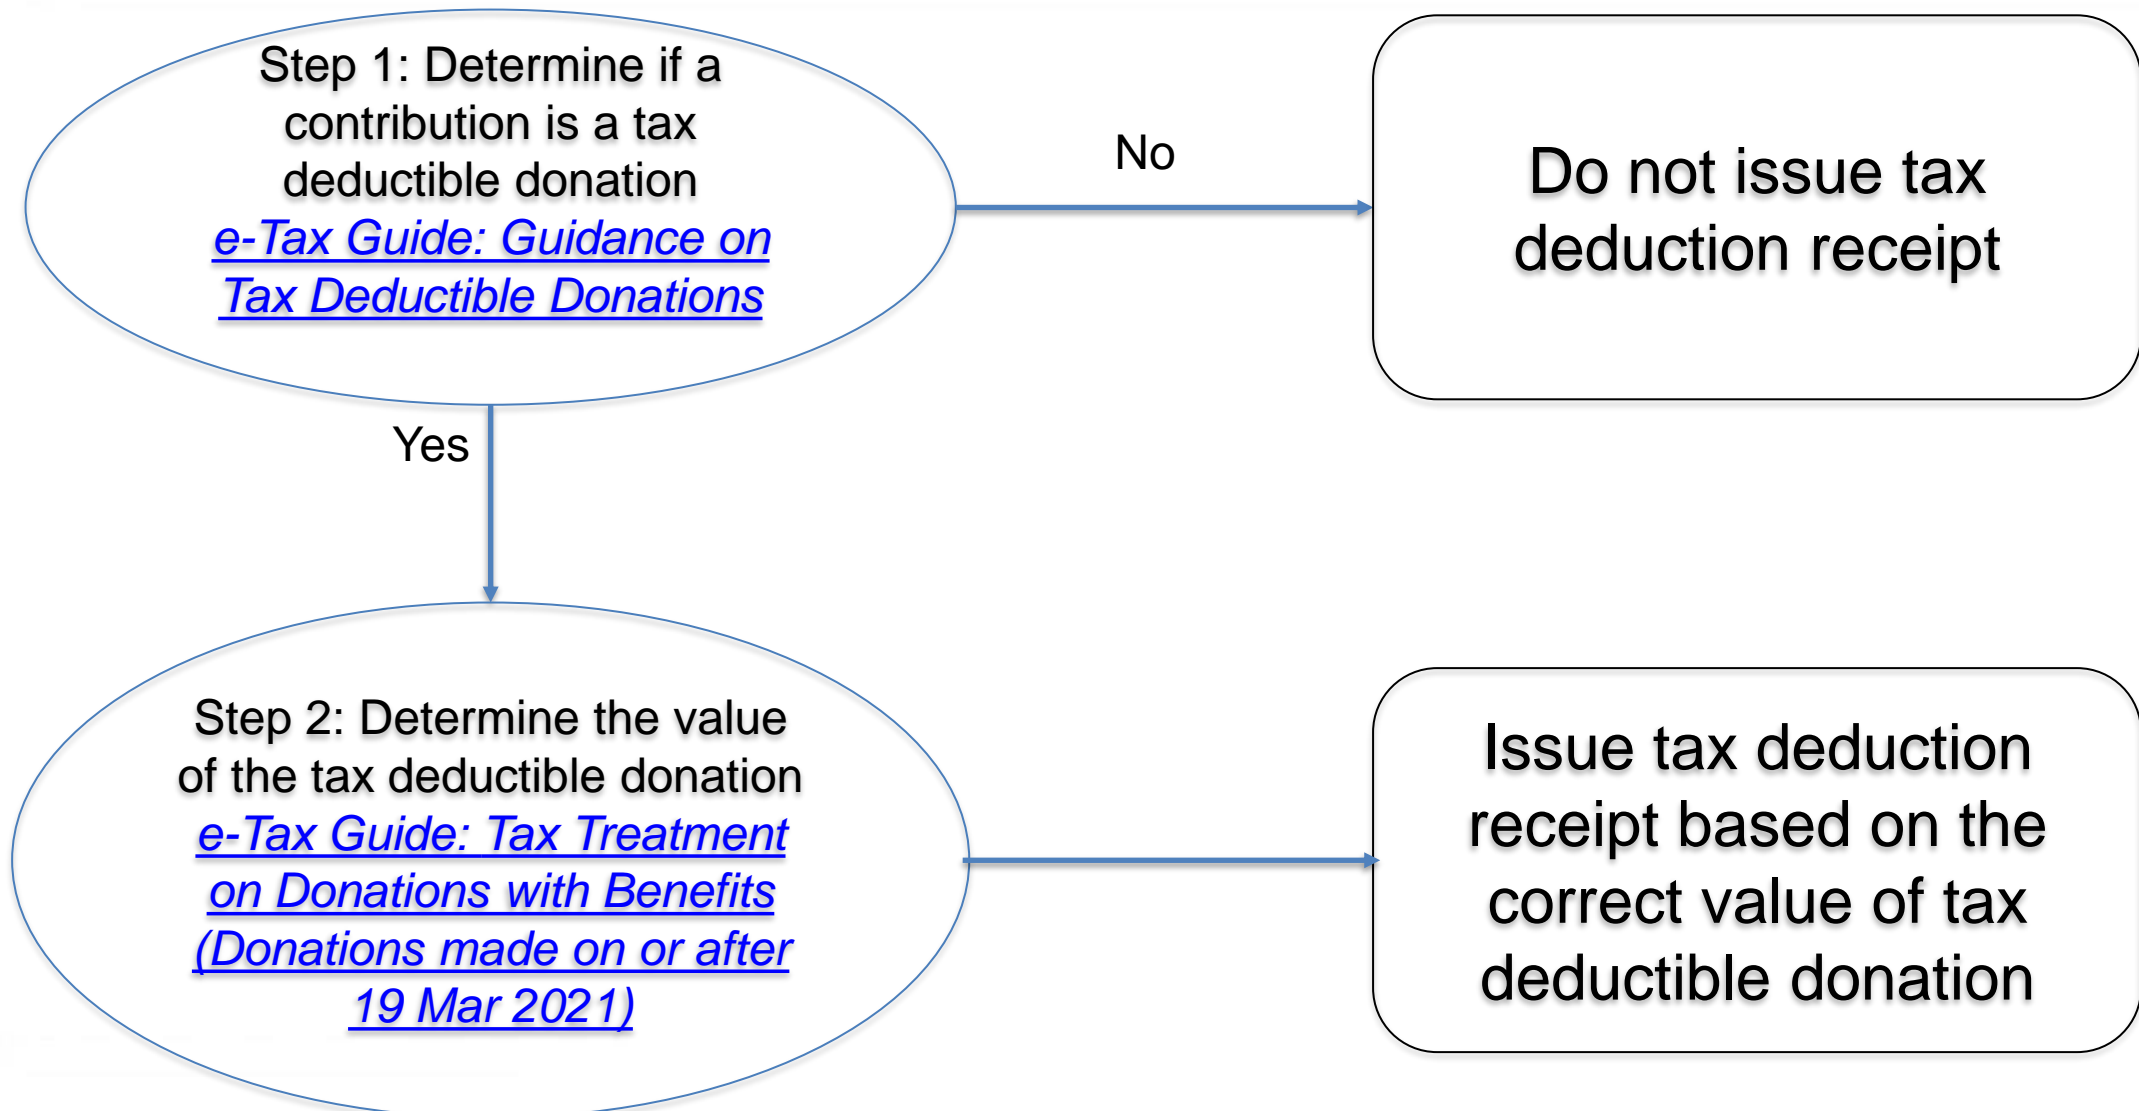 Step 1: Determine if a
contribution is a tax
deductible donation
e-Tax Guide: Guidance on
Tax Deductible Donations
No
Do not issue tax
deduction receipt
Yes
Step 2: Determine the value
of the tax deductible donation
e-Tax Guide: Tax Treatment
on Donations with Benefits
(Donations made on or after
19 Mar 2021)
Issue tax deduction
receipt based on the
correct value of tax
deductible donation